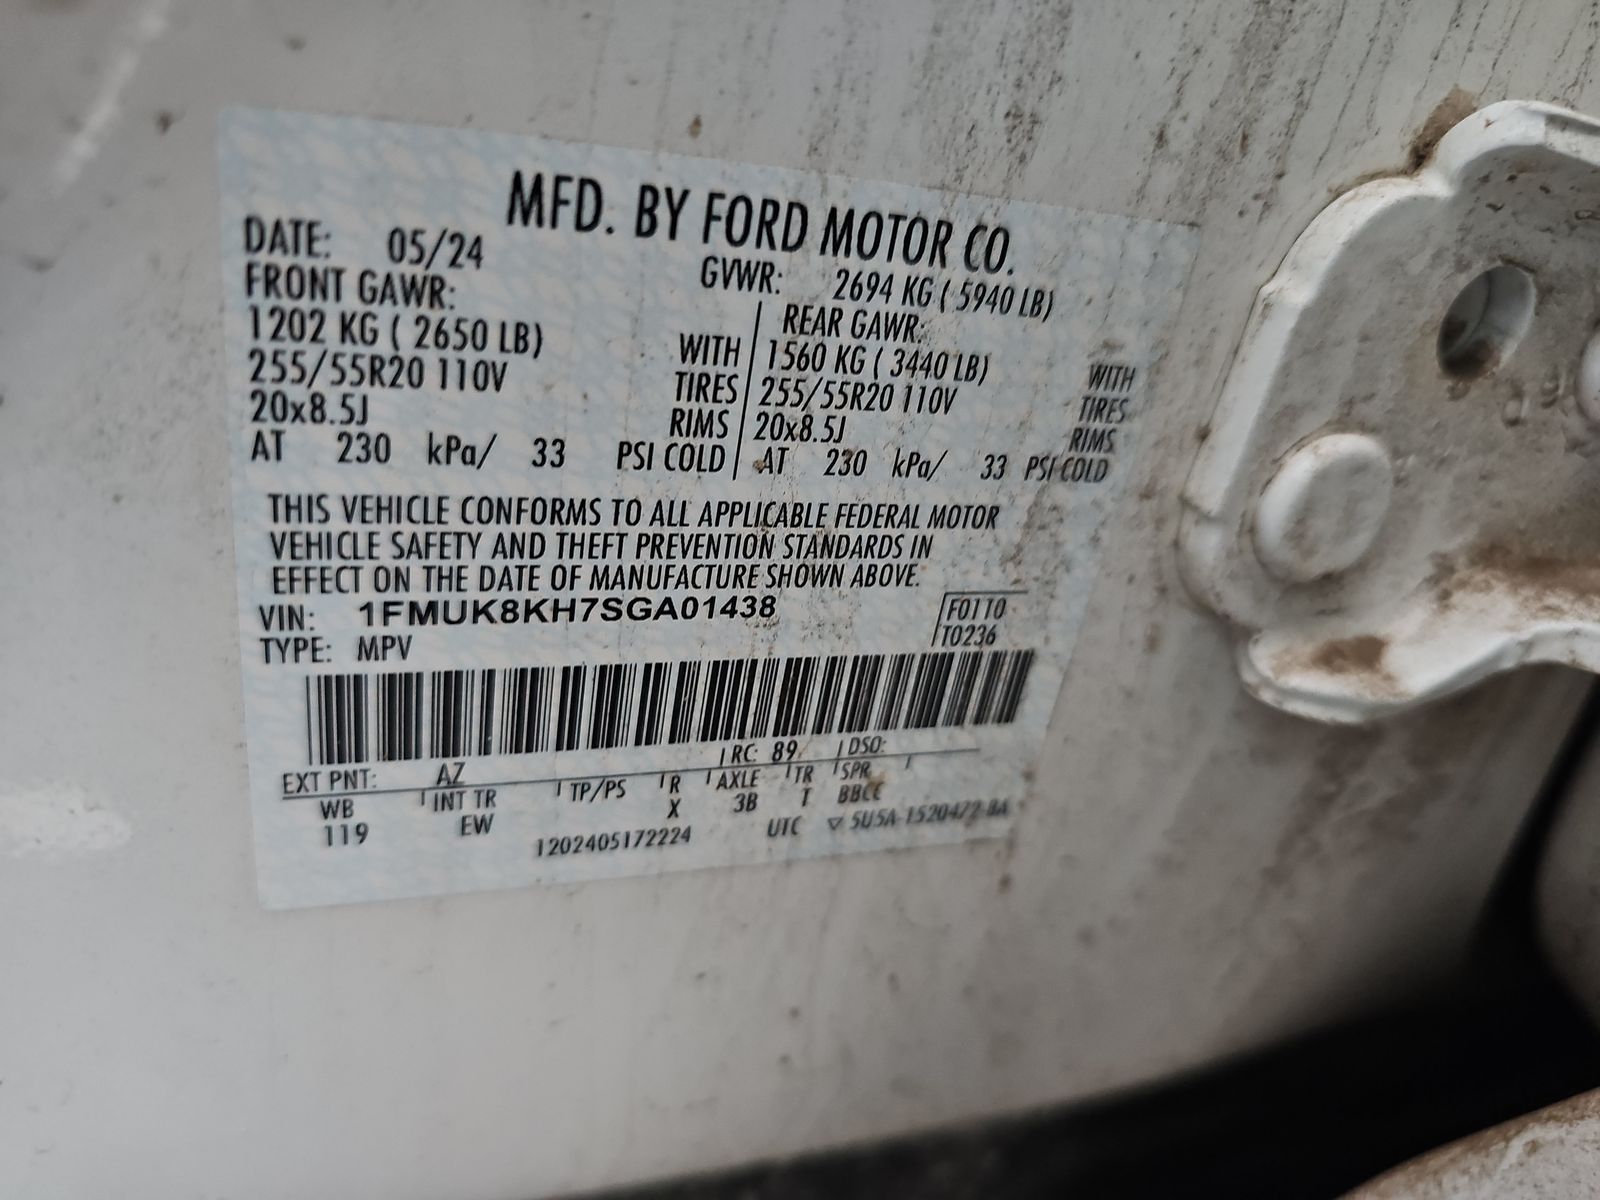 MFD. BY FORD MOTOR CO.
DATE: 05/24 GVWR: 2694 KG ( 5940 LB)
FRONT GAWR: REAR GAWR:
1202 KG ( 2650 LB) WITH 1560 KG ( 3440 LB) WITH
255/55R20 110V TIRES 255/55R20 110V TIRES
20x8.5J RIMS 20x8.5J RIMS
AT 230 kPa/ 33 PSI COLD AT 230 kPa/ 33 PSI COLD
THIS VEHICLE CONFORMS TO ALL APPLICABLE FEDERAL MOTOR
VEHICLE SAFETY AND THEFT PREVENTION STANDARDS IN
EFFECT ON THE DATE OF MANUFACTURE SHOWN ABOVE.
VIN: 1FMUK8KH7SGA01438 F0110
TYPE: MPV T0236
EXT PNT: AZ RC: 89 DSO:
WB INT TR TP/PS R AXLE TR SPR
119 EW X 3B T
1202405172224 UTC ▽ 5U5A-1520472-BA